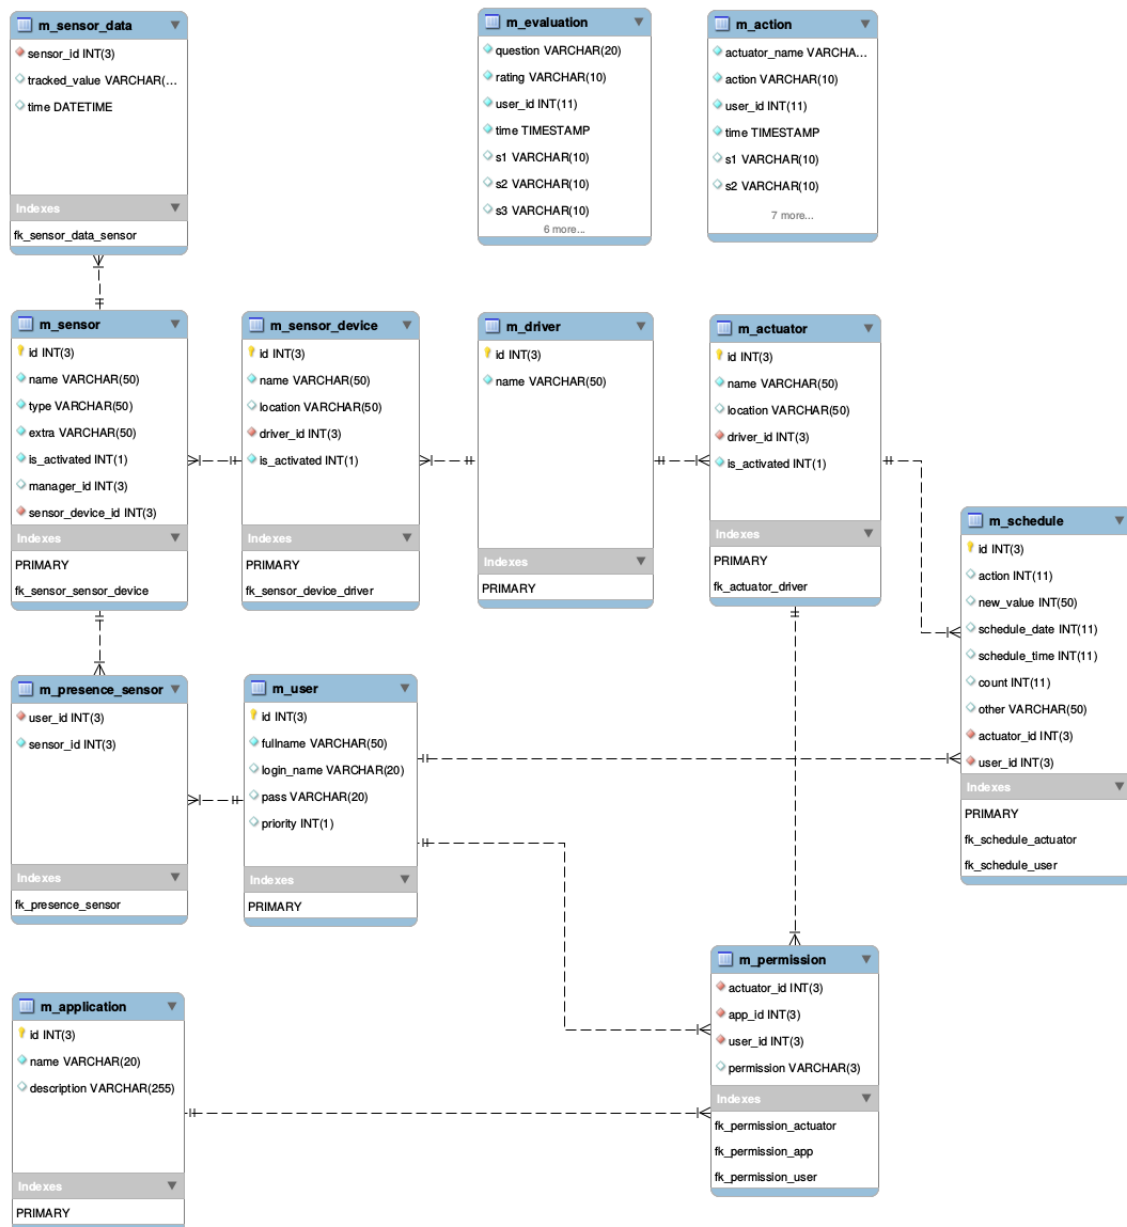 m_sensor_data
sensor_id INT(3)
tracked_value VARCHAR(...
time DATETIME
Indexes
fk_sensor_data_sensor
m_evaluation
question VARCHAR(20)
rating VARCHAR(10)
user_id INT(11)
time TIMESTAMP
s1 VARCHAR(10)
s2 VARCHAR(10)
s3 VARCHAR(10)
6 more...
m_action
actuator_name VARCHA...
action VARCHAR(10)
user_id INT(11)
time TIMESTAMP
s1 VARCHAR(10)
s2 VARCHAR(10)
7 more...
m_sensor
id INT(3)
name VARCHAR(50)
type VARCHAR(50)
extra VARCHAR(50)
is_activated INT(1)
manager_id INT(3)
sensor_device_id INT(3)
Indexes
PRIMARY
fk_sensor_sensor_device
m_sensor_device
id INT(3)
name VARCHAR(50)
location VARCHAR(50)
driver_id INT(3)
is_activated INT(1)
Indexes
PRIMARY
fk_sensor_device_driver
m_driver
id INT(3)
name VARCHAR(50)
Indexes
PRIMARY
m_actuator
id INT(3)
name VARCHAR(50)
location VARCHAR(50)
driver_id INT(3)
is_activated INT(1)
Indexes
PRIMARY
fk_actuator_driver
m_schedule
id INT(3)
action INT(11)
new_value INT(50)
schedule_date INT(11)
schedule_time INT(11)
count INT(11)
other VARCHAR(50)
actuator_id INT(3)
user_id INT(3)
Indexes
PRIMARY
fk_schedule_actuator
fk_schedule_user
m_presence_sensor
user_id INT(3)
sensor_id INT(3)
Indexes
fk_presence_sensor
m_user
id INT(3)
fullname VARCHAR(50)
login_name VARCHAR(20)
pass VARCHAR(20)
priority INT(1)
Indexes
PRIMARY
m_permission
actuator_id INT(3)
app_id INT(3)
user_id INT(3)
permission VARCHAR(3)
Indexes
fk_permission_actuator
fk_permission_app
fk_permission_user
m_application
id INT(3)
name VARCHAR(20)
description VARCHAR(255)
Indexes
PRIMARY